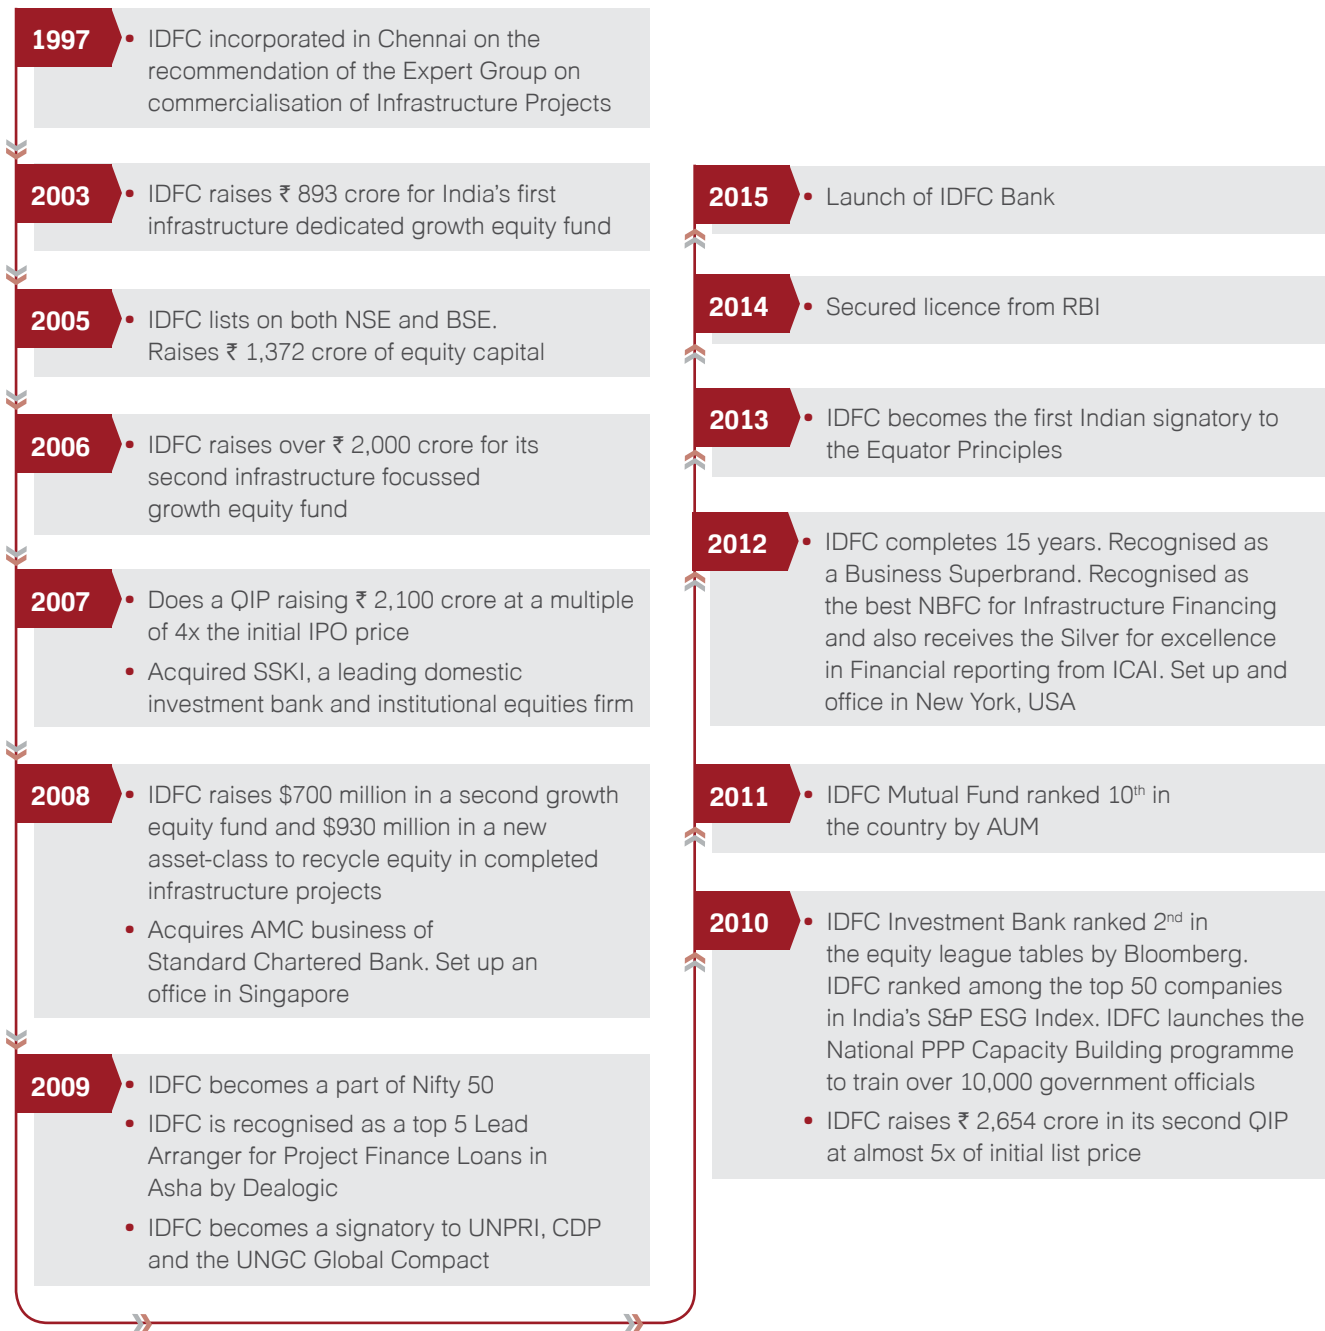 1997
• IDFC incorporated in Chennai on the
recommendation of the Expert Group on
commercialisation of Infrastructure Projects
2003
• IDFC raises ₹ 893 crore for India's first
infrastructure dedicated growth equity fund
2005
• IDFC lists on both NSE and BSE.
Raises ₹ 1,372 crore of equity capital
2006
• IDFC raises over ₹ 2,000 crore for its
second infrastructure focussed
growth equity fund
2007
• Does a QIP raising ₹ 2,100 crore at a multiple
of 4x the initial IPO price
• Acquired SSKI, a leading domestic
investment bank and institutional equities firm
2008
• IDFC raises $700 million in a second growth
equity fund and $930 million in a new
asset-class to recycle equity in completed
infrastructure projects
• Acquires AMC business of
Standard Chartered Bank. Set up an
office in Singapore
2009
• IDFC becomes a part of Nifty 50
• IDFC is recognised as a top 5 Lead
Arranger for Project Finance Loans in
Asha by Dealogic
• IDFC becomes a signatory to UNPRI, CDP
and the UNGC Global Compact
2010
• IDFC Investment Bank ranked 2nd in
the equity league tables by Bloomberg.
IDFC ranked among the top 50 companies
in India's S&P ESG Index. IDFC launches the
National PPP Capacity Building programme
to train over 10,000 government officials
• IDFC raises ₹ 2,654 crore in its second QIP
at almost 5x of initial list price
2011
• IDFC Mutual Fund ranked 10th in
the country by AUM
2012
• IDFC completes 15 years. Recognised as
a Business Superbrand. Recognised as
the best NBFC for Infrastructure Financing
and also receives the Silver for excellence
in Financial reporting from ICAI. Set up and
office in New York, USA
2013
• IDFC becomes the first Indian signatory to
the Equator Principles
2014
• Secured licence from RBI
2015
• Launch of IDFC Bank